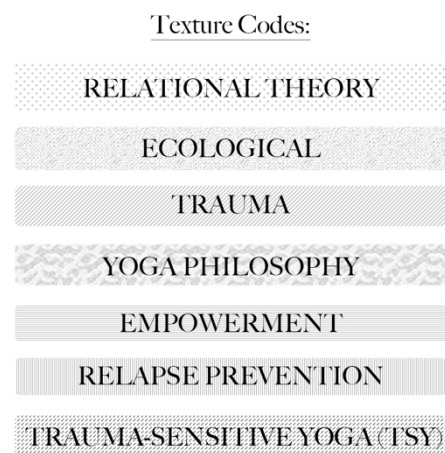 Texture Codes:
RELATIONAL THEORY
ECOLOGICAL
TRAUMA
YOGA PHILOSOPHY
EMPOWERMENT
RELAPSE PREVENTION
TRAUMA-SENSITIVE YOGA (TSY)